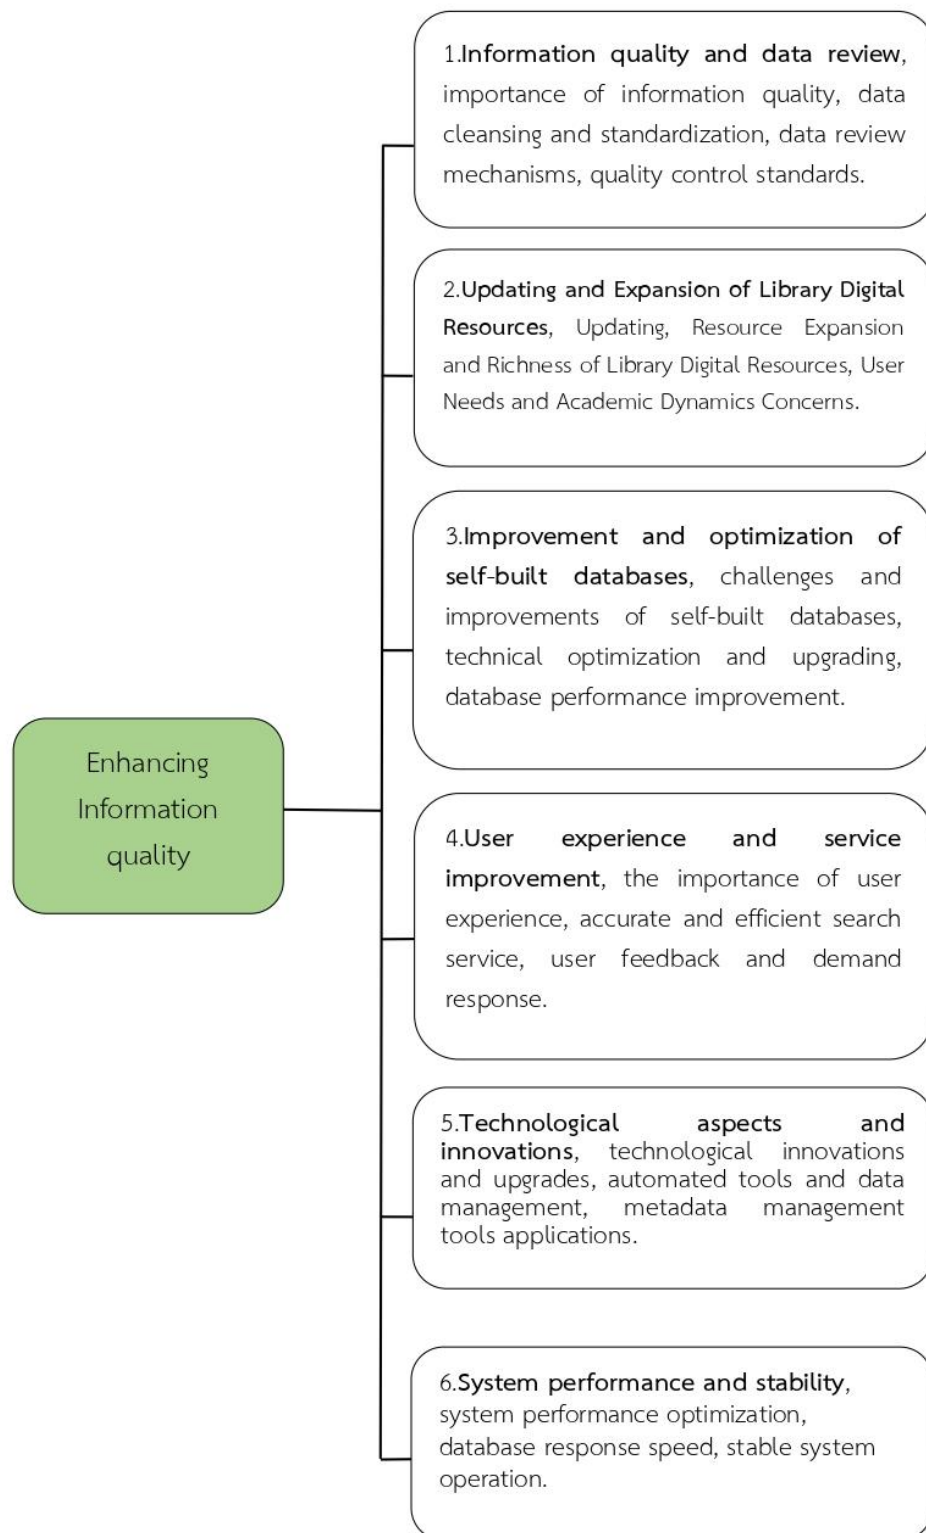 1.Information quality and data review,
importance of information quality, data
cleansing and standardization, data review
mechanisms, quality control standards.
2.Updating and Expansion of Library Digital
Resources, Updating, Resource Expansion
and Richness of Library Digital Resources, User
Needs and Academic Dynamics Concerns.
3.Improvement and optimization of
self-built databases, challenges and
improvements of self-built databases,
technical optimization and upgrading,
database performance improvement.
Enhancing
Information
quality
4.User experience and service
improvement, the importance of user
experience, accurate and efficient search
service, user feedback and demand
response.
5.Technological aspects and
innovations, technological innovations
and upgrades, automated tools and data
management, metadata management
tools applications.
6.System performance and stability,
system performance optimization,
database response speed, stable system
operation.